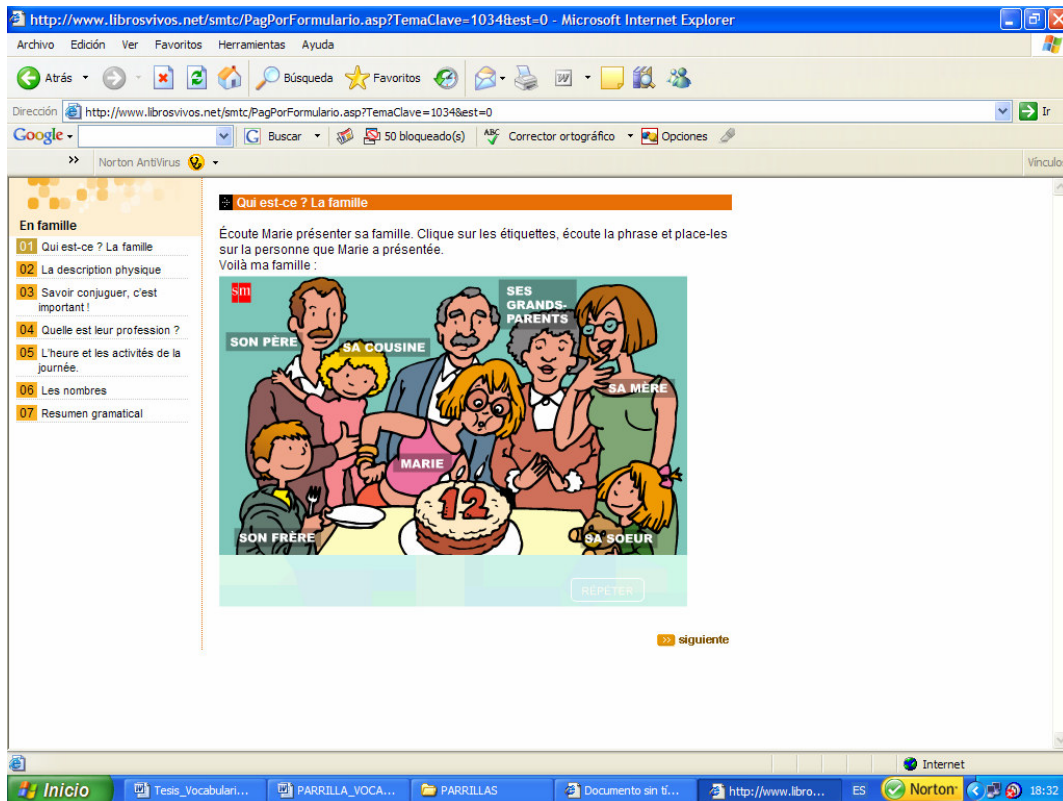 http://www.librosvivos.net/smtc/PagPorFormulario.asp?TemaClave=1034&est=0 - Microsoft Internet Explorer
Archivo Edición Ver Favoritos Herramientas Ayuda
Atrás Búsqueda Favoritos
Dirección http://www.librosvivos.net/smtc/PagPorFormulario.asp?TemaClave=1034&est=0 Ir
Google Buscar 50 bloqueado(s) ABC Corrector ortográfico Opciones
>> Norton AntiVirus Vínculo
En famille
01 Qui est-ce ? La famille
02 La description physique
03 Savoir conjuguer, c'est
important !
04 Quelle est leur profession ?
05 L'heure et les activités de la
journée.
06 Les nombres
07 Resumen gramatical
Qui est-ce ? La famille
Écoute Marie présenter sa famille. Clique sur les étiquettes, écoute la phrase et place-les
sur la personne que Marie a présentée.
Voilà ma famille :
sm
SES
GRANDS-
PARENTS
SON PÈRE
SA COUSINE
SA MÈRE
MARIE
12
SON FRÈRE
SA SOEUR
RÉPÉTER
>> siguiente
Internet
Inicio Tesis_Vocabulari... PARRILLA_VOCA... PARRILLAS Documento sin tí... http://www.libro... ES Norton 18:32